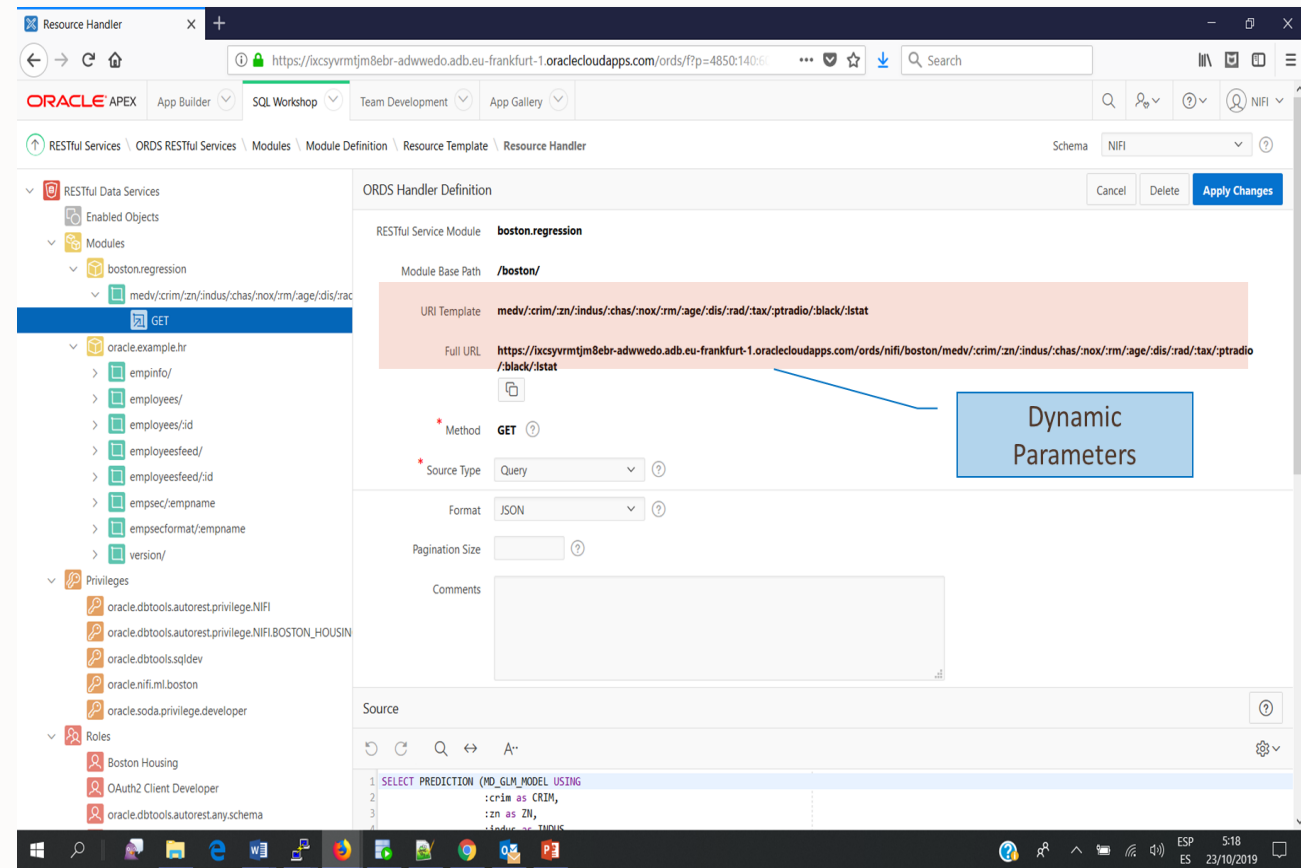 Resource Handler
https://ixcsyvrmtjm8ebr-adwwedo.adb.eu-frankfurt-1.oraclecloudapps.com/ords/f?p=4850:140:6
Search
ORACLE APEX App Builder SQL Workshop Team Development App Gallery NIFI
RESTful Services \ ORDS RESTful Services \ Modules \ Module Definition \ Resource Template \ Resource Handler
Schema NIFI
RESTful Data Services
Enabled Objects
Modules
boston.regression
medv/:crim/:zn/:indus/:chas/:nox/:rm/:age/:dis/:rac
GET
oracle.example.hr
empinfo/
employees/
employees/:id
employeesfeed/
employeesfeed/:id
empsec/:empname
empsecformat/:empname
version/
Privileges
oracle.dbtools.autorest.privilege.NIFI
oracle.dbtools.autorest.privilege.NIFI.BOSTON_HOUSIN
oracle.dbtools.sqldev
oracle.nifi.ml.boston
oracle.soda.privilege.developer
Roles
Boston Housing
OAuth2 Client Developer
oracle.dbtools.autorest.any.schema
ORDS Handler Definition
Cancel Delete Apply Changes
RESTful Service Module boston.regression
Module Base Path /boston/
URI Template medv/:crim/:zn/:indus/:chas/:nox/:rm/:age/:dis/:rad/:tax/:ptradio/:black/:lstat
Full URL https://ixcsyvrmtjm8ebr-adwwedo.adb.eu-frankfurt-1.oraclecloudapps.com/ords/nifi/boston/medv/:crim/:zn/:indus/:chas/:nox/:rm/:age/:dis/:rad/:tax/:ptradio
/:black/:lstat
Dynamic
Parameters
* Method GET
* Source Type Query
Format JSON
Pagination Size
Comments
Source
A··
1 SELECT PREDICTION (MD_GLM_MODEL USING
2 :crim as CRIM,
3 :zn as ZN,
4 :indus as INDUS
ESP 5:18
ES 23/10/2019